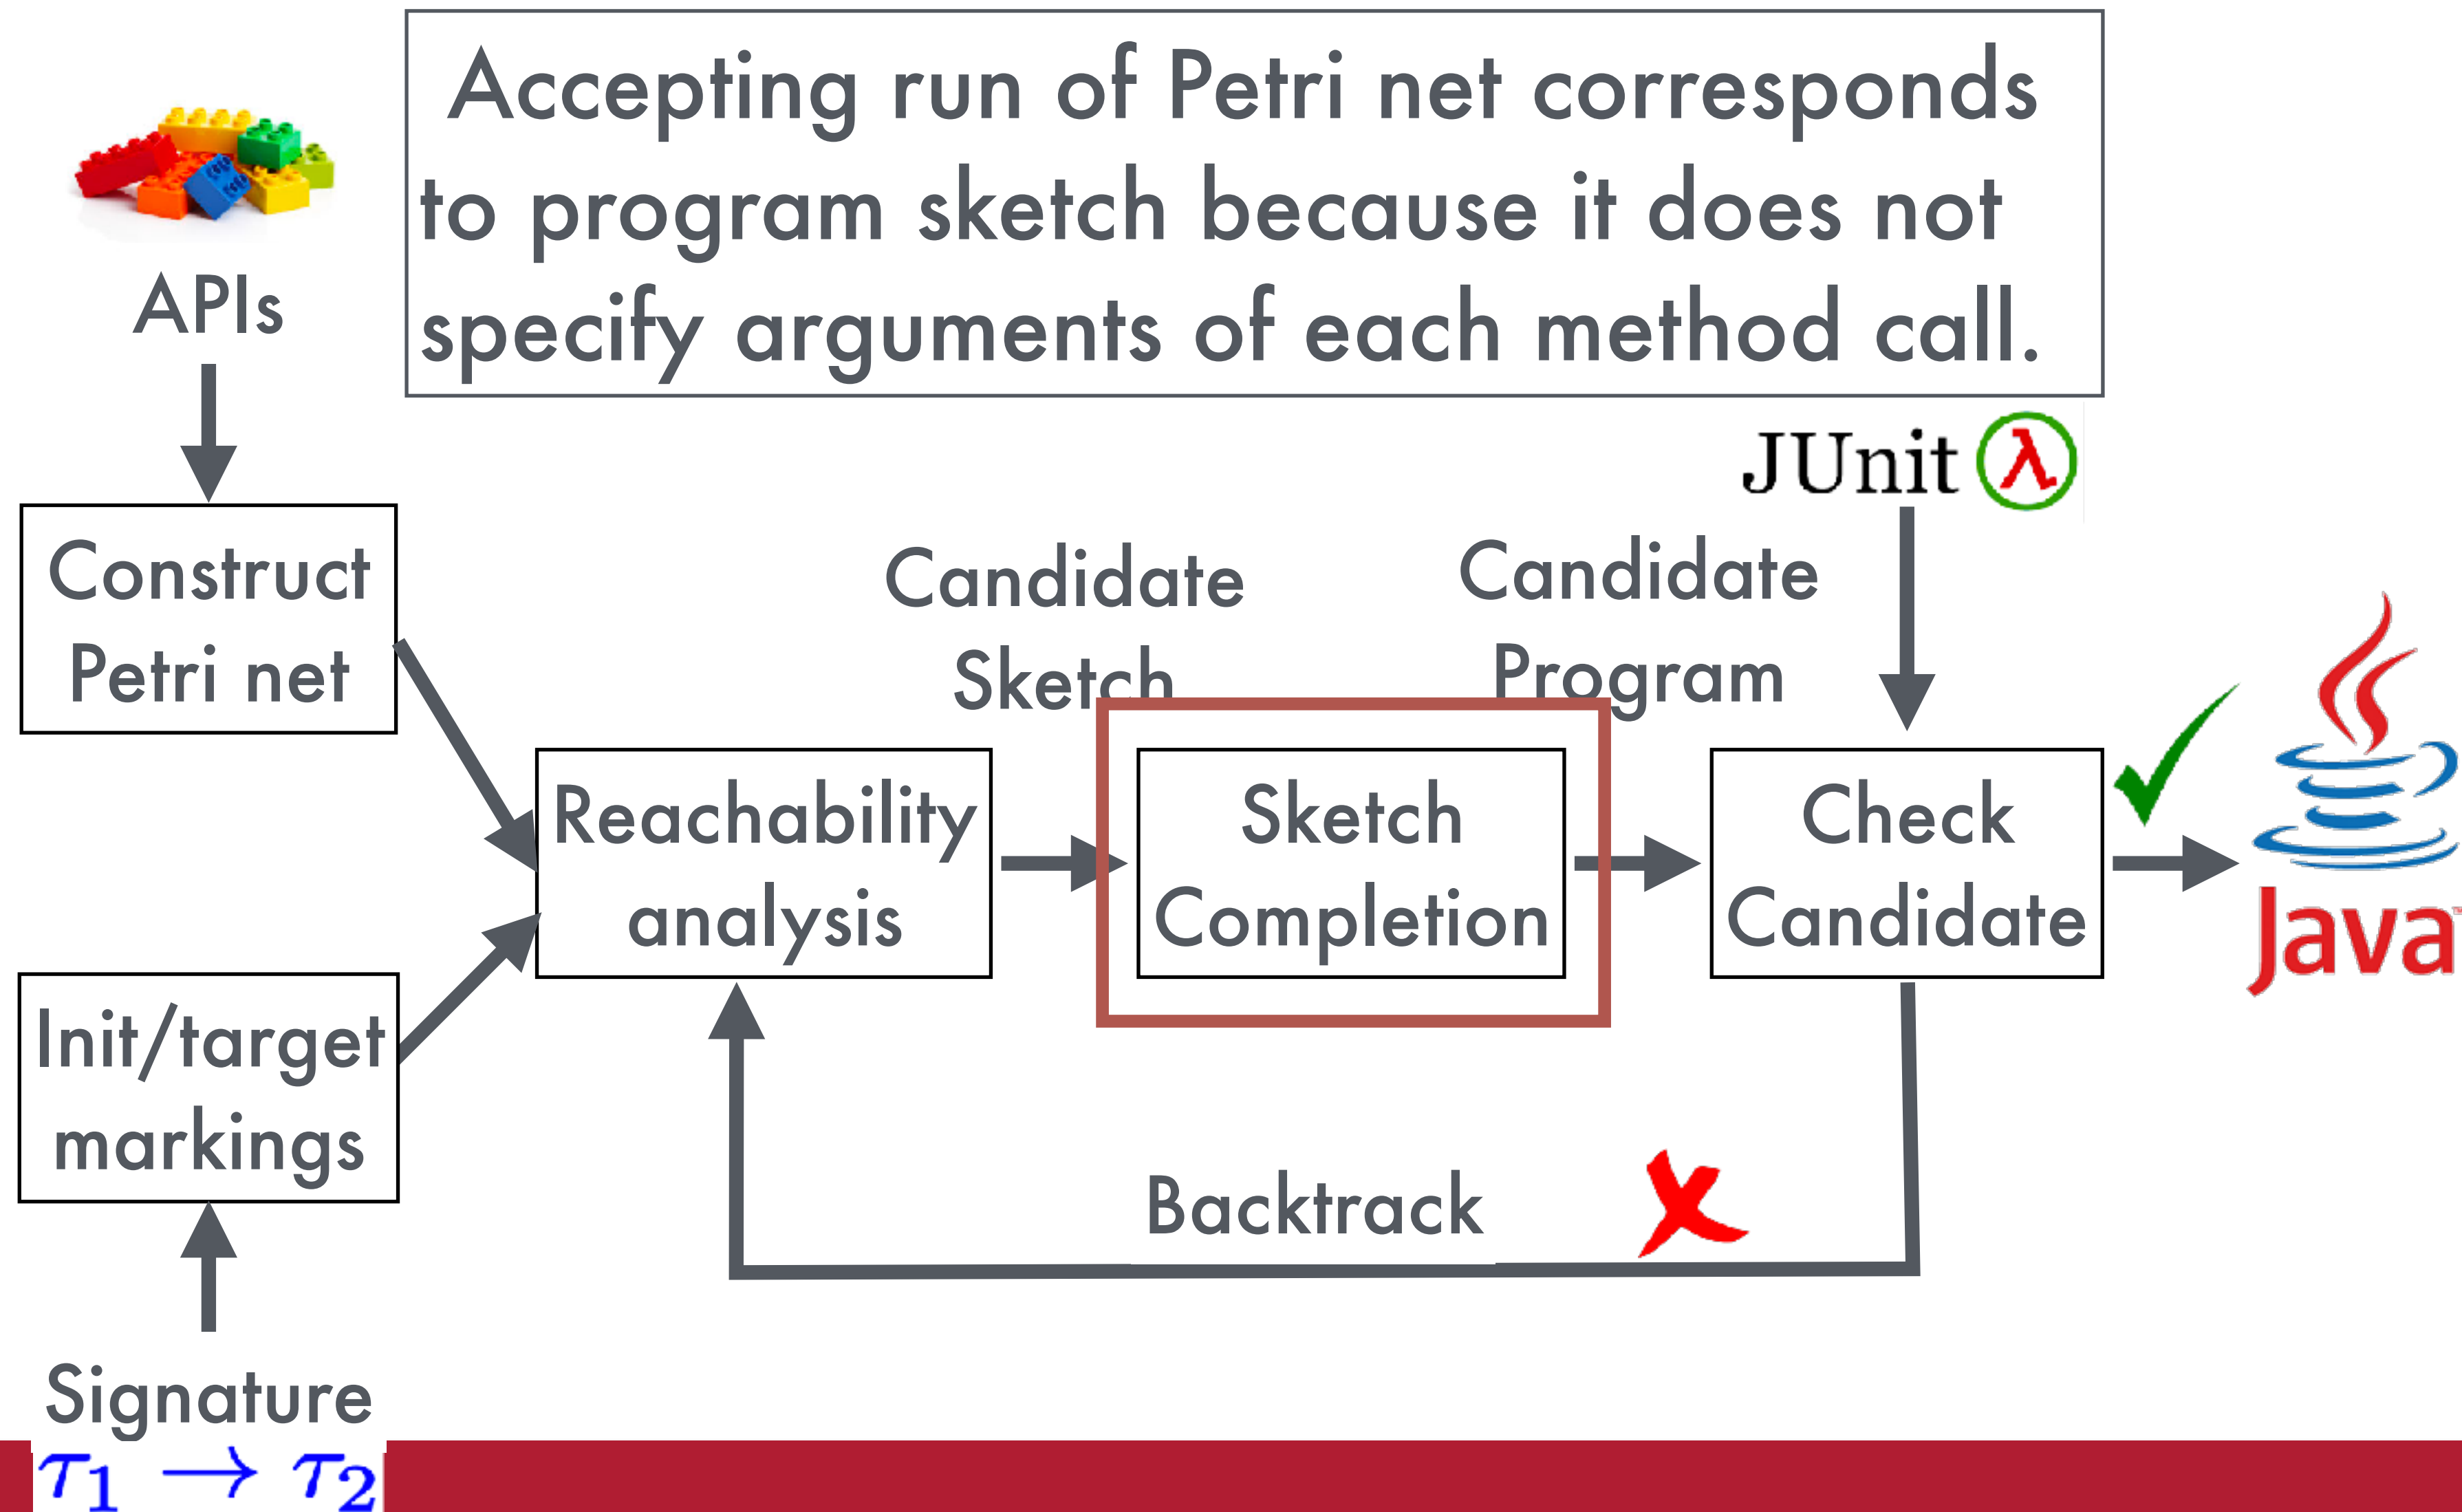 Accepting run of Petri net corresponds
to program sketch because it does not
specify arguments of each method call.
APIs
JUnit λ
Construct
Petri net
Candidate
Sketch
Candidate
Program
Reachability
analysis
Sketch
Completion
Check
Candidate
Java
Init/target
markings
Backtrack
Signature
τ₁ → τ₂